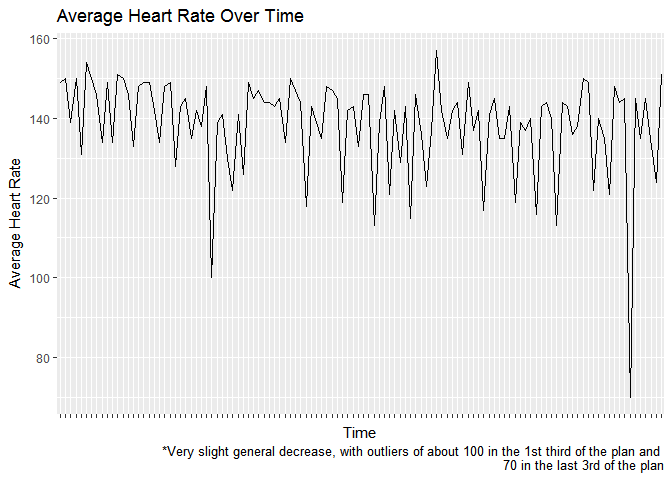 Average Heart Rate Over Time
160
140
120
100
80
Average Heart Rate
Time
*Very slight general decrease, with outliers of about 100 in the 1st third of the plan and
70 in the last 3rd of the plan